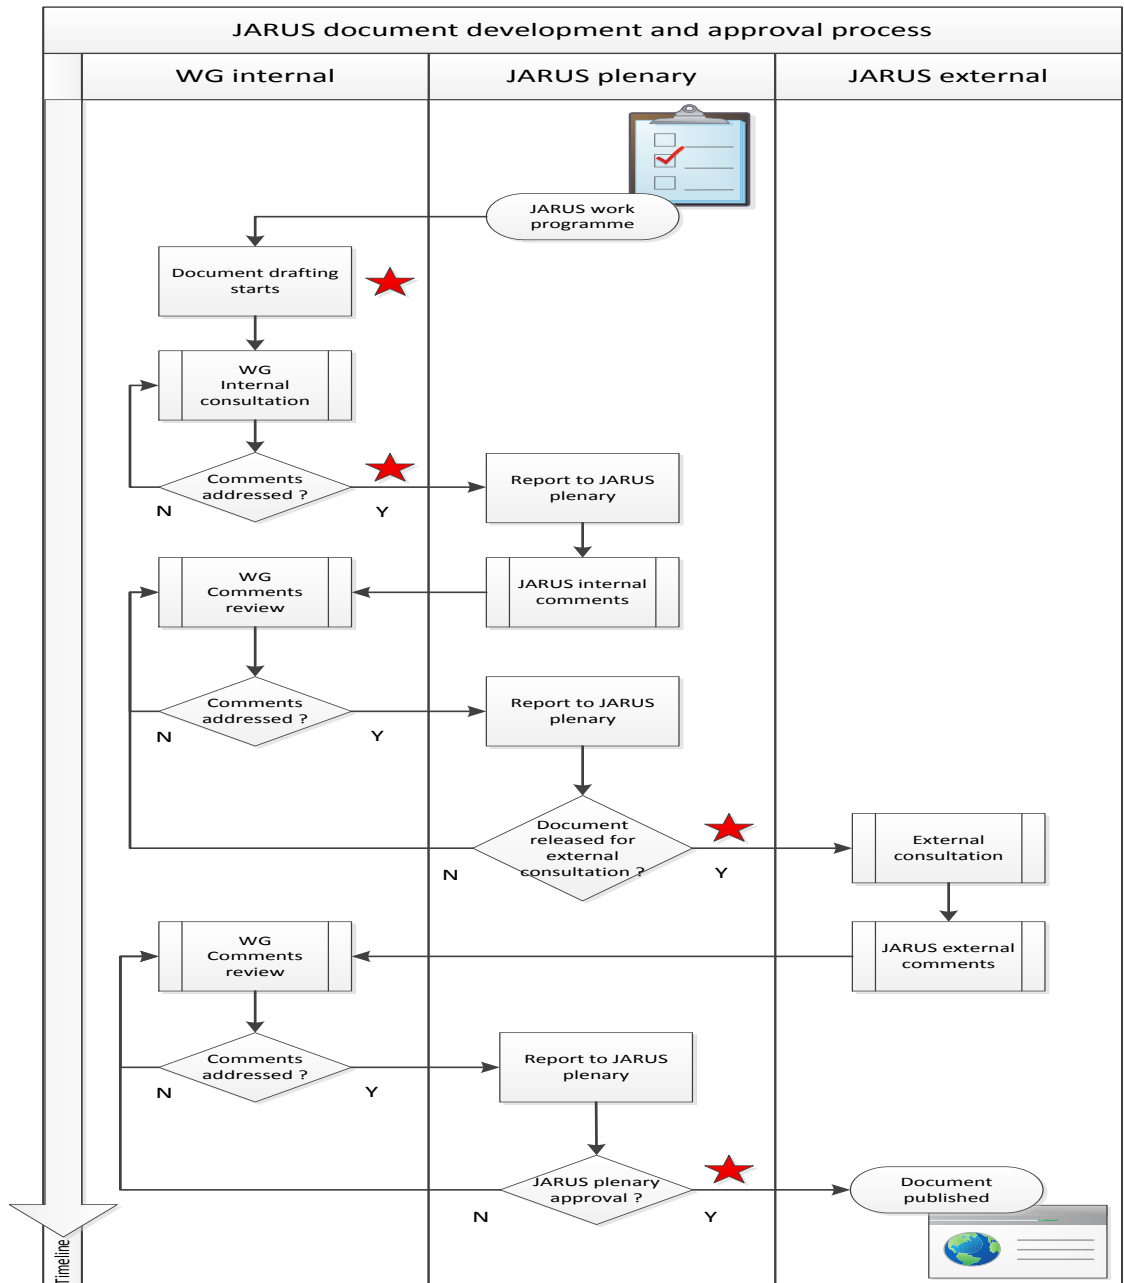 JARUS document development and approval process
WG internal
JARUS plenary
JARUS external
JARUS work
programme
Document drafting
starts
WG
Internal
consultation
Comments
addressed ?
N
Y
Report to JARUS
plenary
JARUS internal
comments
WG
Comments
review
Comments
addressed ?
N
Y
Report to JARUS
plenary
Document
released for
external
consultation ?
N
Y
External
consultation
JARUS external
comments
WG
Comments
review
Comments
addressed ?
N
Y
Report to JARUS
plenary
JARUS plenary
approval ?
N
Y
Document
published
Timeline